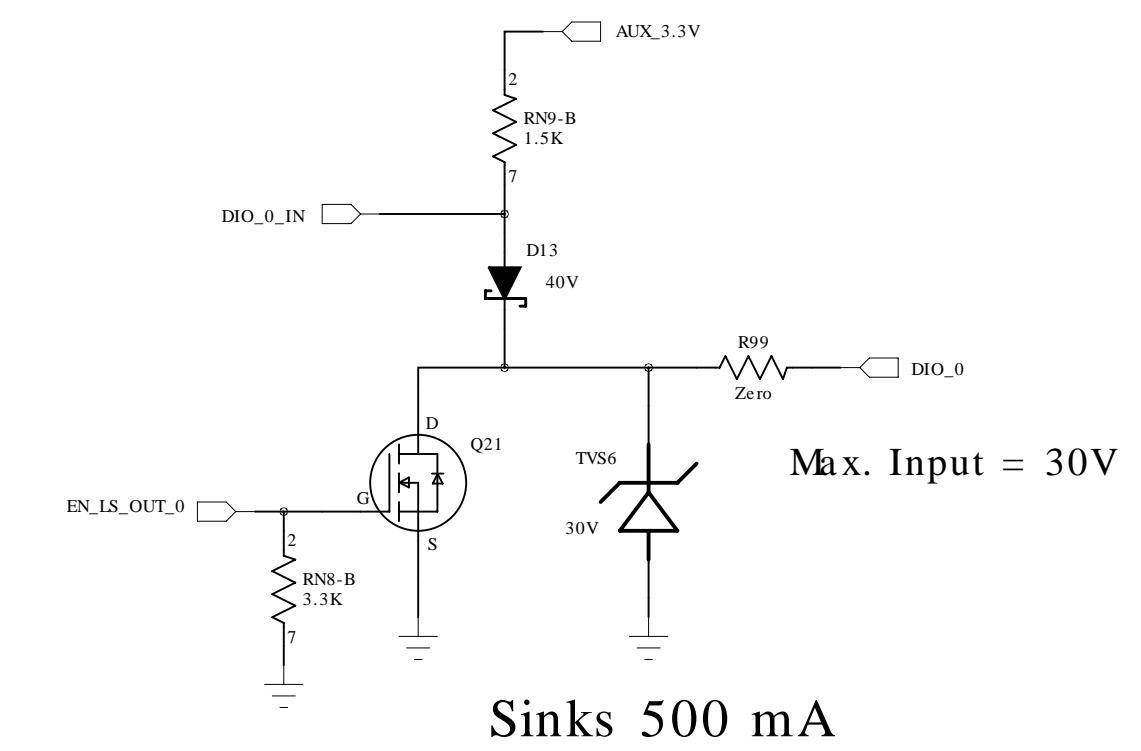 AUX_3.3V
2
RN9-B
1.5K
7
DIO_0_IN
D13
40V
R99
DIO_0
Zero
D
Q21
Max. Input = 30V
TVS6
G
EN_LS_OUT_0
30V
2
S
RN8-B
3.3K
7
Sinks 500 mA